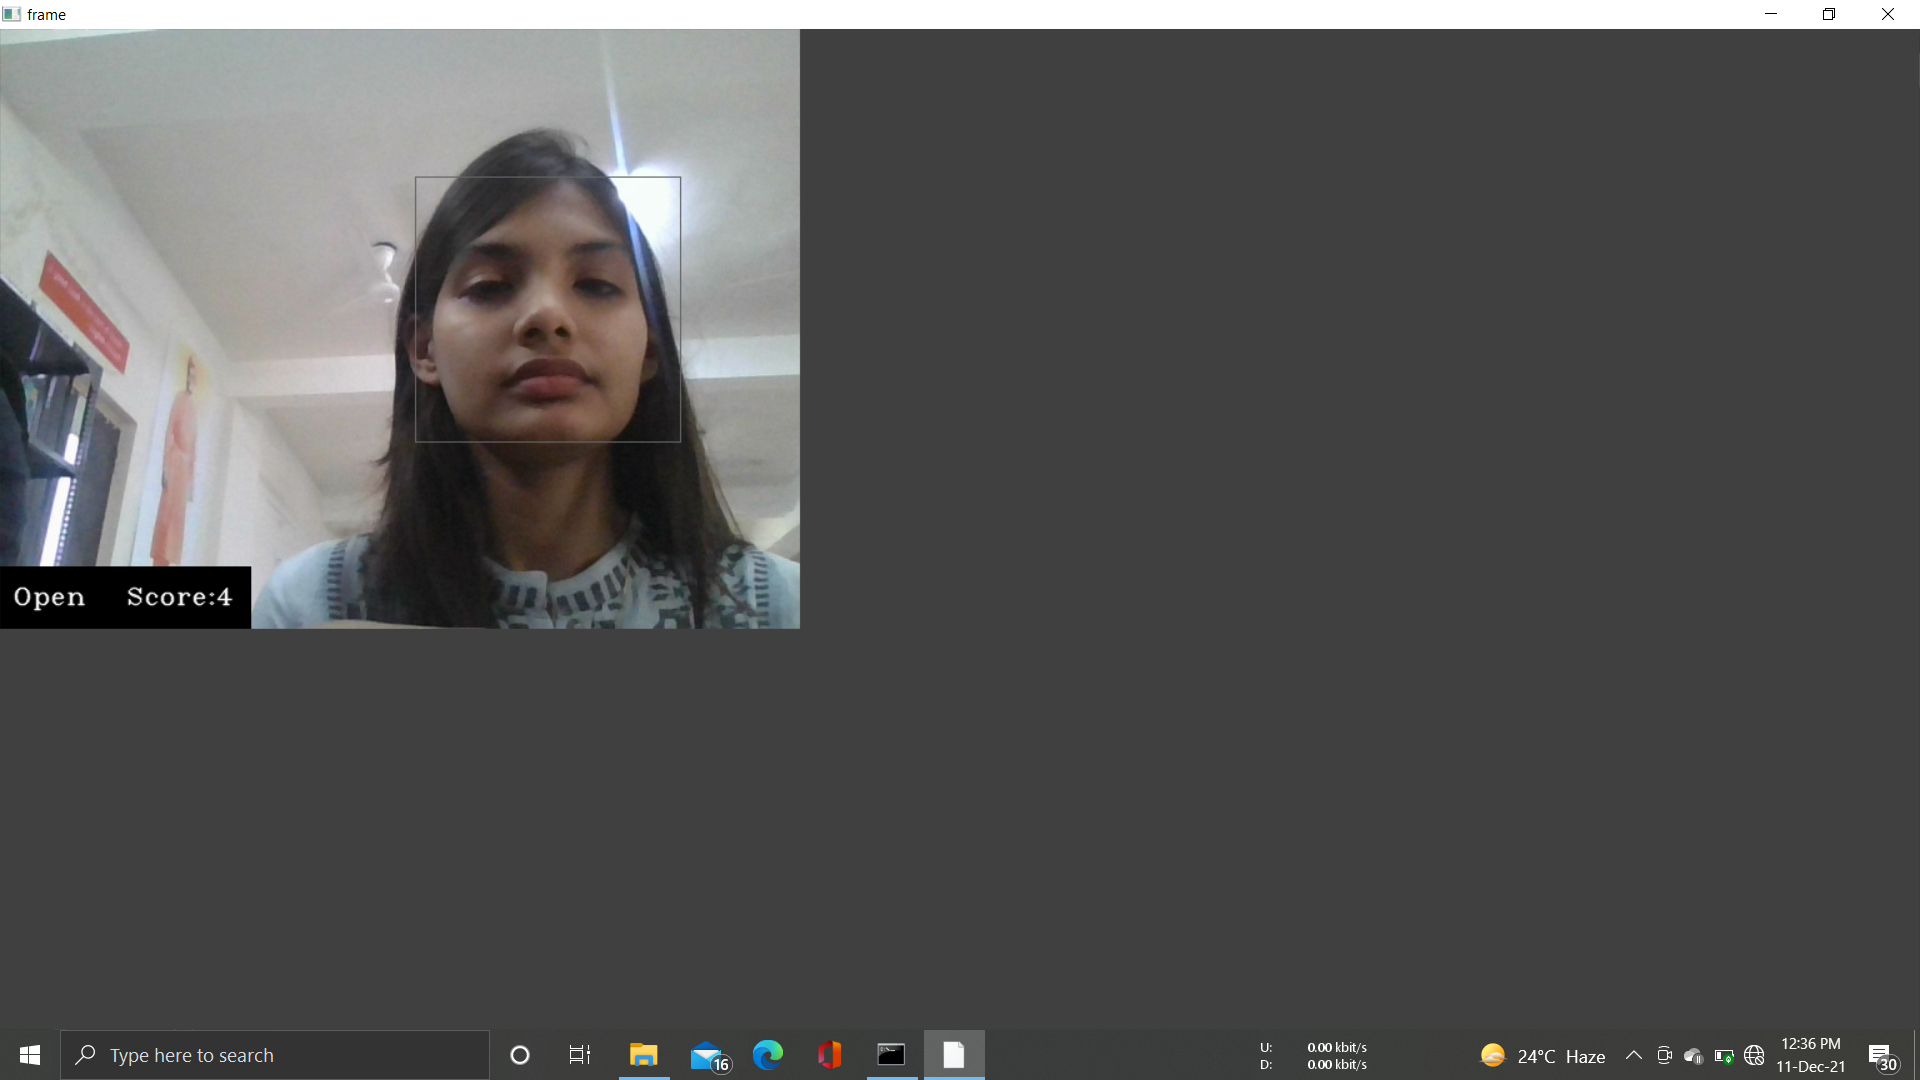 frame
Open Score:4
Type here to search
16
U: 0.00 kbit/s
D: 0.00 kbit/s
24°C Haze
12:36 PM
11-Dec-21
30